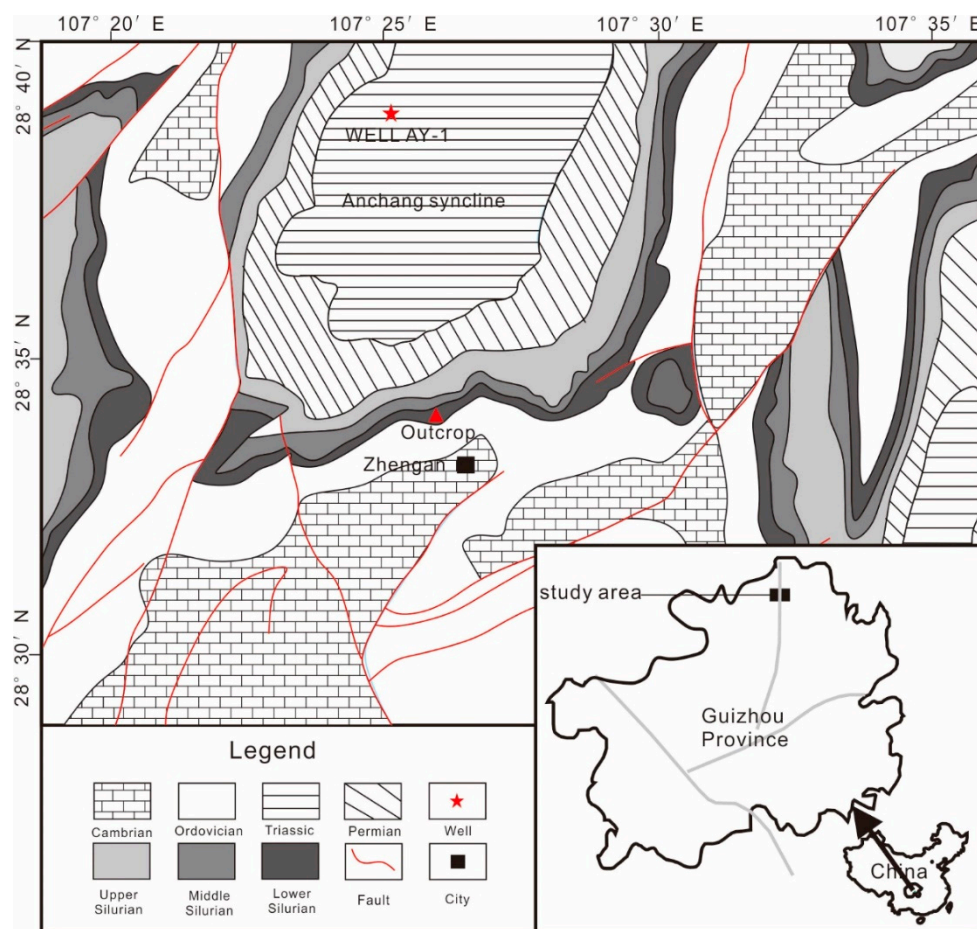 107° 20′ E
107° 25′ E
107° 30′ E
107° 35′ E
28° 40′ N
28° 35′ N
28° 30′ N
WELL AY-1
Anchang syncline
Outcrop
Zhengan
study area
Guizhou
Province
China
Legend
Cambrian
Ordovician
Triassic
Permian
Well
Upper
Silurian
Middle
Silurian
Lower
Silurian
Fault
City